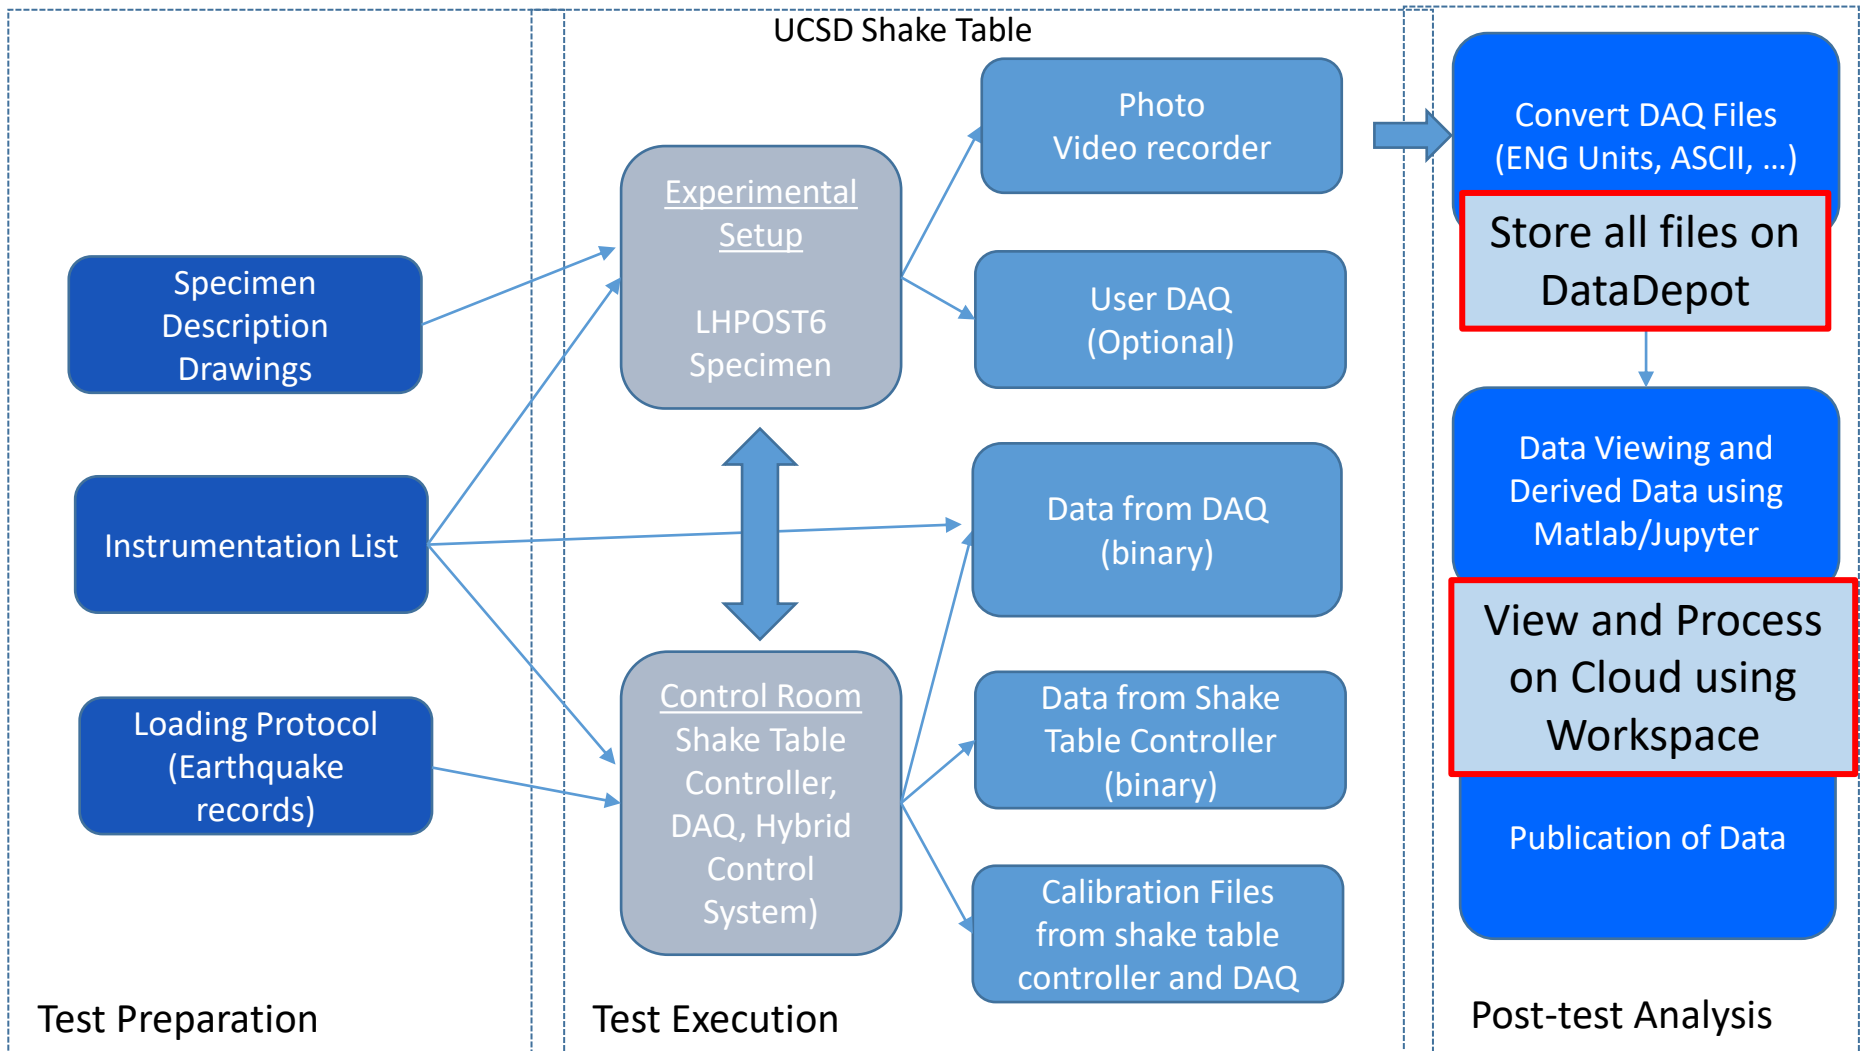 UCSD Shake Table
Specimen
Description
Drawings
Instrumentation List
Loading Protocol
(Earthquake
records)
Test Preparation
Experimental
Setup
LHPOST6
Specimen
Control Room
Shake Table
Controller,
DAQ, Hybrid
Control
System)
Photo
Video recorder
User DAQ
(Optional)
Data from DAQ
(binary)
Data from Shake
Table Controller
(binary)
Calibration Files
from shake table
controller and DAQ
Test Execution
Convert DAQ Files
(ENG Units, ASCII, …)
Store all files on
DataDepot
Data Viewing and
Derived Data using
Matlab/Jupyter
View and Process
on Cloud using
Workspace
Publication of Data
Post-test Analysis